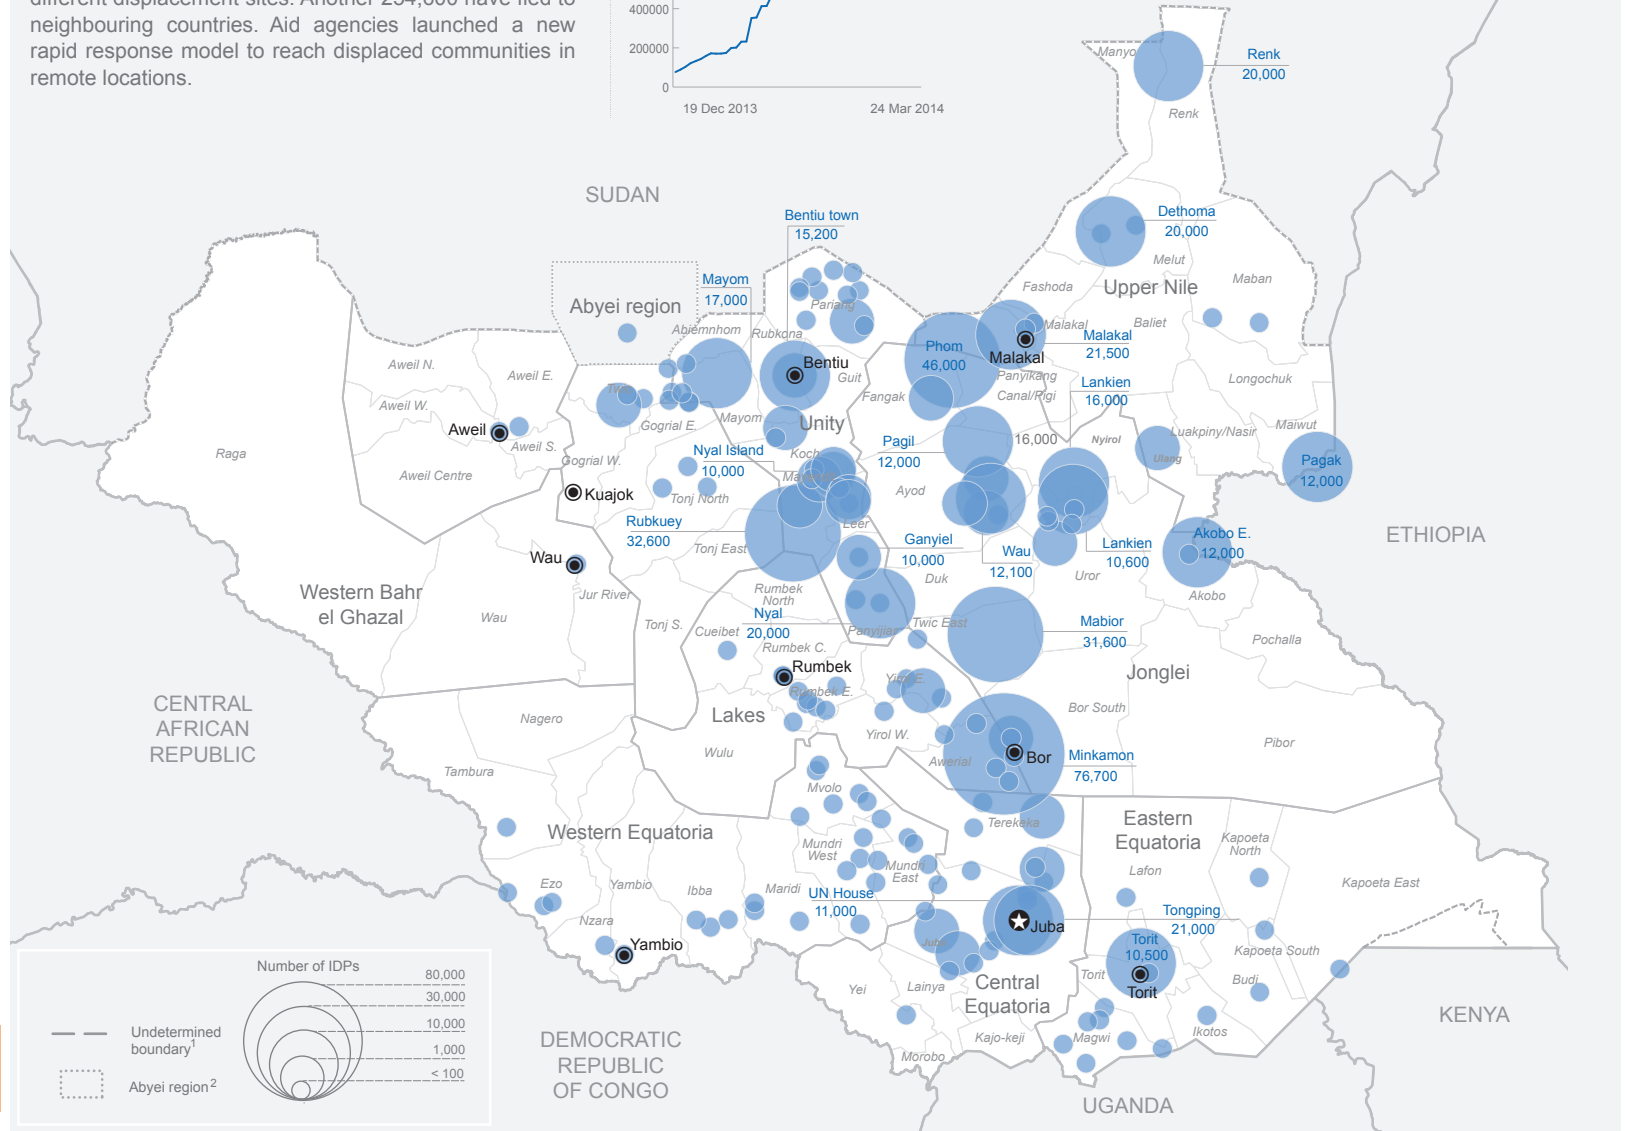 different displacement sites. Another 254,000 have fled to
neighbouring countries. Aid agencies launched a new
rapid response model to reach displaced communities in
remote locations.
400000
200000
0
19 Dec 2013
24 Mar 2014
Manyo
Renk
20,000
Renk
SUDAN
Bentiu town
15,200
Dethoma
20,000
Melut
Maban
Fashoda
Upper Nile
Mayom
17,000
Abyei region
Pariang
Abiemnhom
Rubkona
Malakal
Baliet
Malakal
21,500
Malakal
Phom
46,000
Bentiu
Guit
Panyikang
Canal/Pigi
Lankien
16,000
Longochuk
Aweil N.
Aweil E.
Aweil W.
Twic
Fangak
Mayom
Gogrial E.
Unity
Maiwut
Luakpiny/Nasir
Aweil
Aweil S.
Pagil
12,000
16,000
Nyirol
Ulang
Raga
Gogrial W.
Nyal Island
10,000
Koch
Pagak
12,000
Aweil Centre
Kuajok
Tonj North
Ayod
Rubkuey
32,600
Leer
Tonj East
Ganyiel
10,000
Wau
12,100
Lankien
10,600
Akobo E.
12,000
ETHIOPIA
Wau
Duk
Uror
Akobo
Western Bahr
el Ghazal
Jur River
Rumbek
North
Wau
Tonj S.
Cueibet
Nyal
20,000
Panyijiar
Twic East
Mabior
31,600
Pochalla
Rumbek C.
Rumbek
Jonglei
Rumbek E.
Yirol E.
CENTRAL
AFRICAN
REPUBLIC
Nagero
Lakes
Bor South
Yirol W.
Pibor
Wulu
Awerial
Bor
Minkamon
76,700
Tambura
Mvolo
Terekeka
Eastern
Equatoria
Western Equatoria
Kapoeta
North
Mundri
West
Mundri
East
Lafon
Ezo
Yambio
Ibba
Maridi
UN House
11,000
Kapoeta East
Nzara
Juba
Tongping
21,000
Yambio
Juba
Torit
10,500
Kapoeta South
Torit
Torit
Budi
Yei
Lainya
Central
Equatoria
Ikotos
Magwi
Kajo-keji
Morobo
KENYA
DEMOCRATIC
REPUBLIC
OF CONGO
UGANDA
Number of IDPs
80,000
30,000
10,000
1,000
< 100
Undetermined
boundary1
Abyei region2